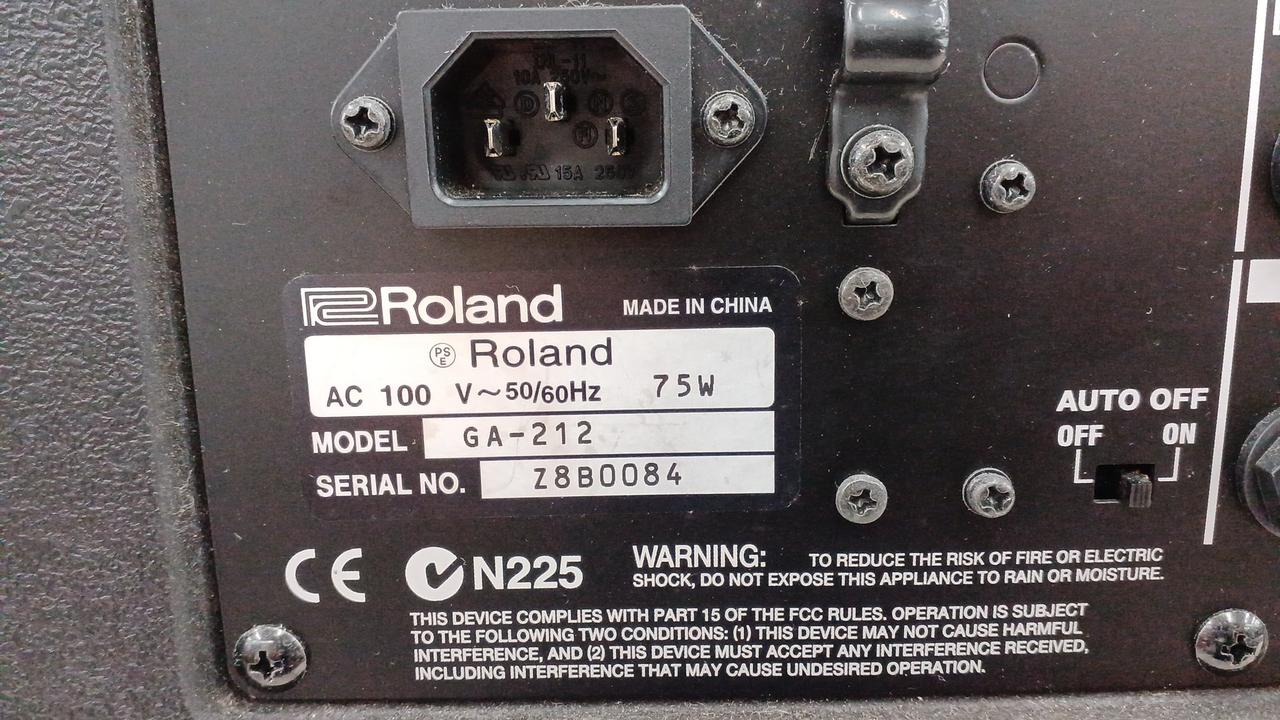 10A 250V~
15A 250V
Roland MADE IN CHINA
PS E Roland
AC 100 V~50/60Hz 75W
MODEL GA-212
SERIAL NO. Z8B0084
AUTO OFF
OFF ON
CE N225
WARNING: TO REDUCE THE RISK OF FIRE OR ELECTRIC
SHOCK, DO NOT EXPOSE THIS APPLIANCE TO RAIN OR MOISTURE.
THIS DEVICE COMPLIES WITH PART 15 OF THE FCC RULES. OPERATION IS SUBJECT
TO THE FOLLOWING TWO CONDITIONS: (1) THIS DEVICE MAY NOT CAUSE HARMFUL
INTERFERENCE, AND (2) THIS DEVICE MUST ACCEPT ANY INTERFERENCE RECEIVED,
INCLUDING INTERFERENCE THAT MAY CAUSE UNDESIRED OPERATION.